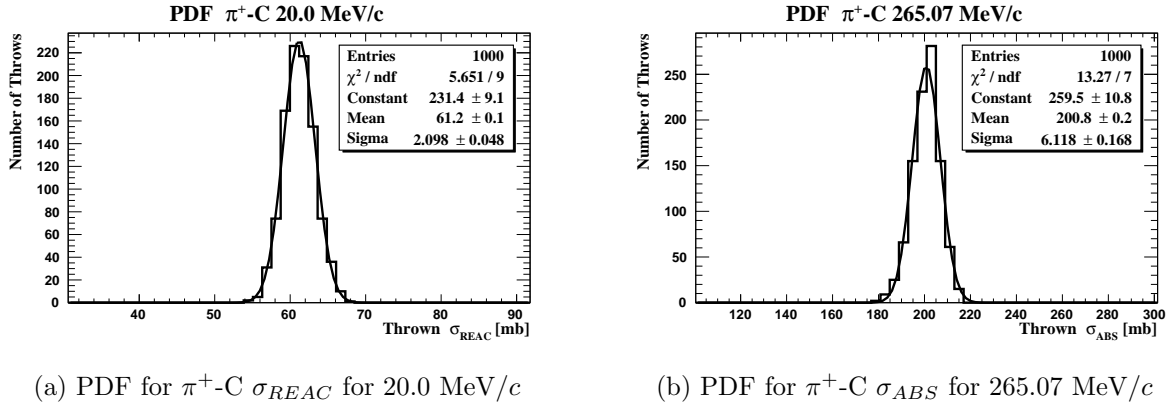 PDF π⁺-C 20.0 MeV/c
Number of Throws
220
200
180
160
140
120
100
80
60
40
20
0
Entries 1000
χ² / ndf 5.651 / 9
Constant 231.4 ± 9.1
Mean 61.2 ± 0.1
Sigma 2.098 ± 0.048
40 50 60 70 80 90
Thrown σREAC [mb]
(a) PDF for π⁺-C σREAC for 20.0 MeV/c
PDF π⁺-C 265.07 MeV/c
Number of Throws
250
200
150
100
50
0
Entries 1000
χ² / ndf 13.27 / 7
Constant 259.5 ± 10.8
Mean 200.8 ± 0.2
Sigma 6.118 ± 0.168
120 140 160 180 200 220 240 260 280 300
Thrown σABS [mb]
(b) PDF for π⁺-C σABS for 265.07 MeV/c